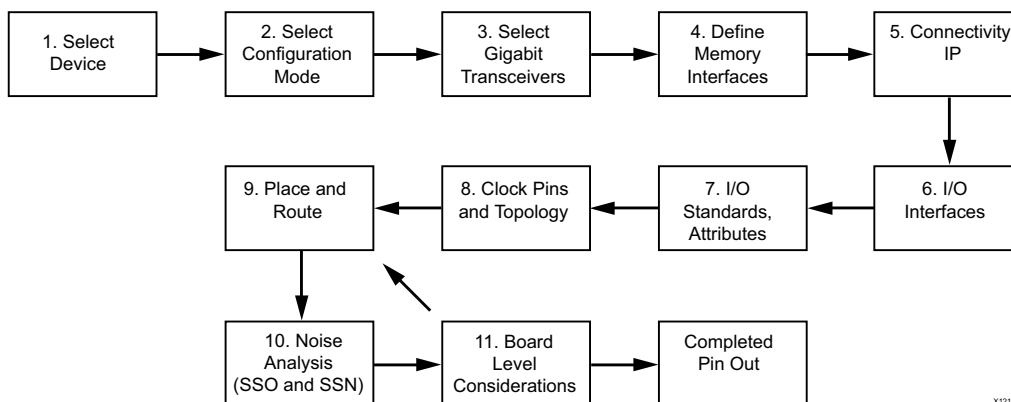 1. Select
Device
2. Select
Configuration
Mode
3. Select
Gigabit
Transceivers
4. Define
Memory
Interfaces
5. Connectivity
IP
6. I/O
Interfaces
7. I/O
Standards,
Attributes
8. Clock Pins
and Topology
9. Place and
Route
10. Noise
Analysis
(SSO and SSN)
11. Board
Level
Considerations
Completed
Pin Out